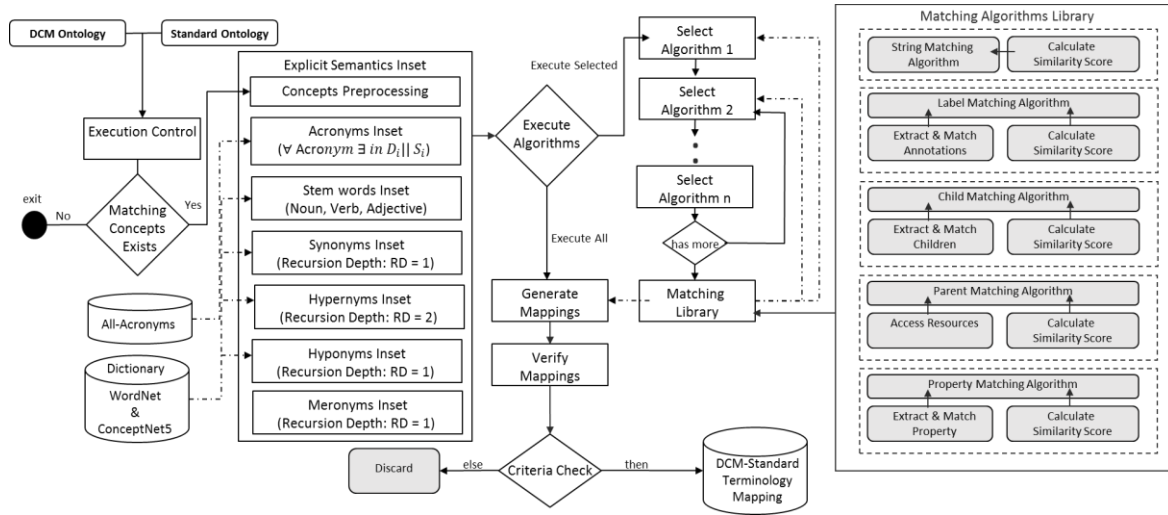 DCM Ontology
Standard Ontology
Execution Control
exit
No
Matching
Concepts
Exists
Yes
All-Acronyms
Dictionary
WordNet
&
ConceptNet5
Explicit Semantics Inset
Concepts Preprocessing
Acronyms Inset
(∀ Acronym ∃ in Dᵢ|| Sᵢ)
Stem words Inset
(Noun, Verb, Adjective)
Synonyms Inset
(Recursion Depth: RD = 1)
Hypernyms Inset
(Recursion Depth: RD = 2)
Hyponyms Inset
(Recursion Depth: RD = 1)
Meronyms Inset
(Recursion Depth: RD = 1)
Execute Selected
Execute
Algorithms
Execute All
Select
Algorithm 1
Select
Algorithm 2
Select
Algorithm n
has more
Matching
Library
Generate
Mappings
Verify
Mappings
Criteria Check
else
Discard
then
DCM-Standard
Terminology
Mapping
Matching Algorithms Library
String Matching
Algorithm
Calculate
Similarity Score
Label Matching Algorithm
Extract & Match
Annotations
Calculate
Similarity Score
Child Matching Algorithm
Extract & Match
Children
Calculate
Similarity Score
Parent Matching Algorithm
Access Resources
Calculate
Similarity Score
Property Matching Algorithm
Extract & Match
Property
Calculate
Similarity Score